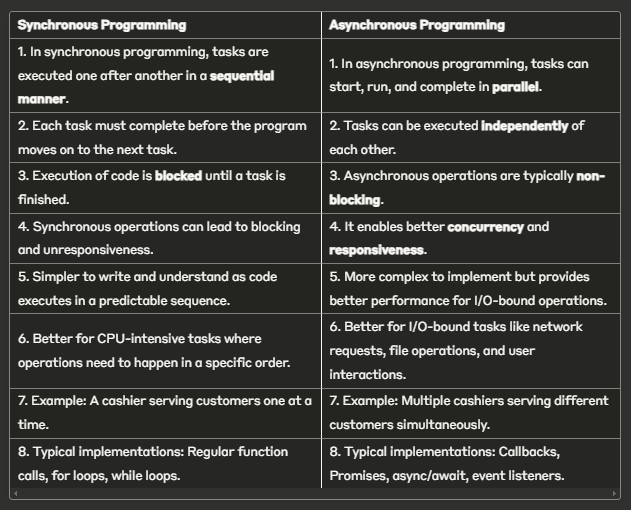 Synchronous Programming
Asynchronous Programming
1. In synchronous programming, tasks are
executed one after another in a sequential
manner.
1. In asynchronous programming, tasks can
start, run, and complete in parallel.
2. Each task must complete before the program
moves on to the next task.
2. Tasks can be executed independently of
each other.
3. Execution of code is blocked until a task is
finished.
3. Asynchronous operations are typically non-
blocking.
4. Synchronous operations can lead to blocking
and unresponsiveness.
4. It enables better concurrency and
responsiveness.
5. Simpler to write and understand as code
executes in a predictable sequence.
5. More complex to implement but provides
better performance for I/O-bound operations.
6. Better for CPU-intensive tasks where
operations need to happen in a specific order.
6. Better for I/O-bound tasks like network
requests, file operations, and user
interactions.
7. Example: A cashier serving customers one at a
time.
7. Example: Multiple cashiers serving different
customers simultaneously.
8. Typical implementations: Regular function
calls, for loops, while loops.
8. Typical implementations: Callbacks,
Promises, async/await, event listeners.